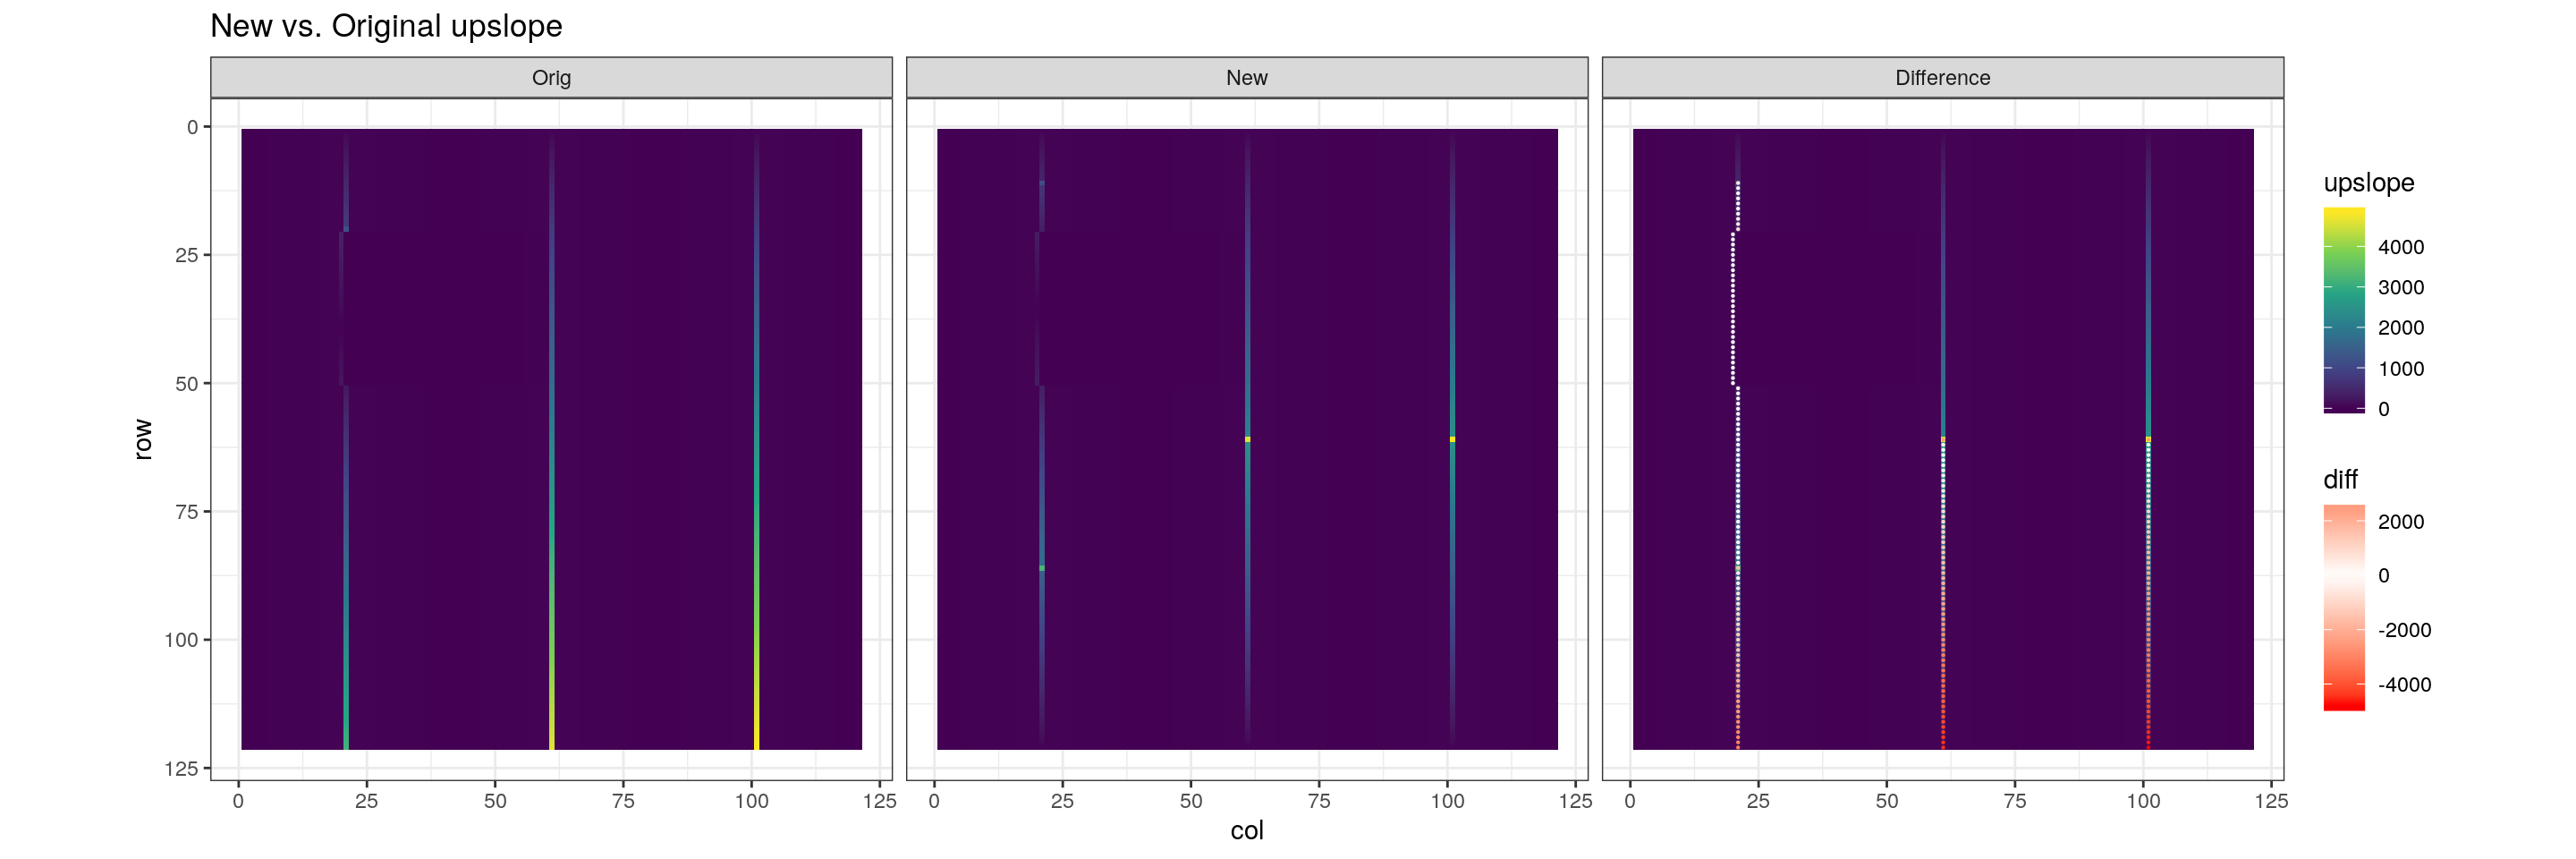 New vs. Original upslope
Orig
New
Difference
row
0
25
50
75
100
125
0 25 50 75 100 125
0 25 50 75 100 125
0 25 50 75 100 125
col
upslope
4000
3000
2000
1000
0
diff
2000
0
-2000
-4000